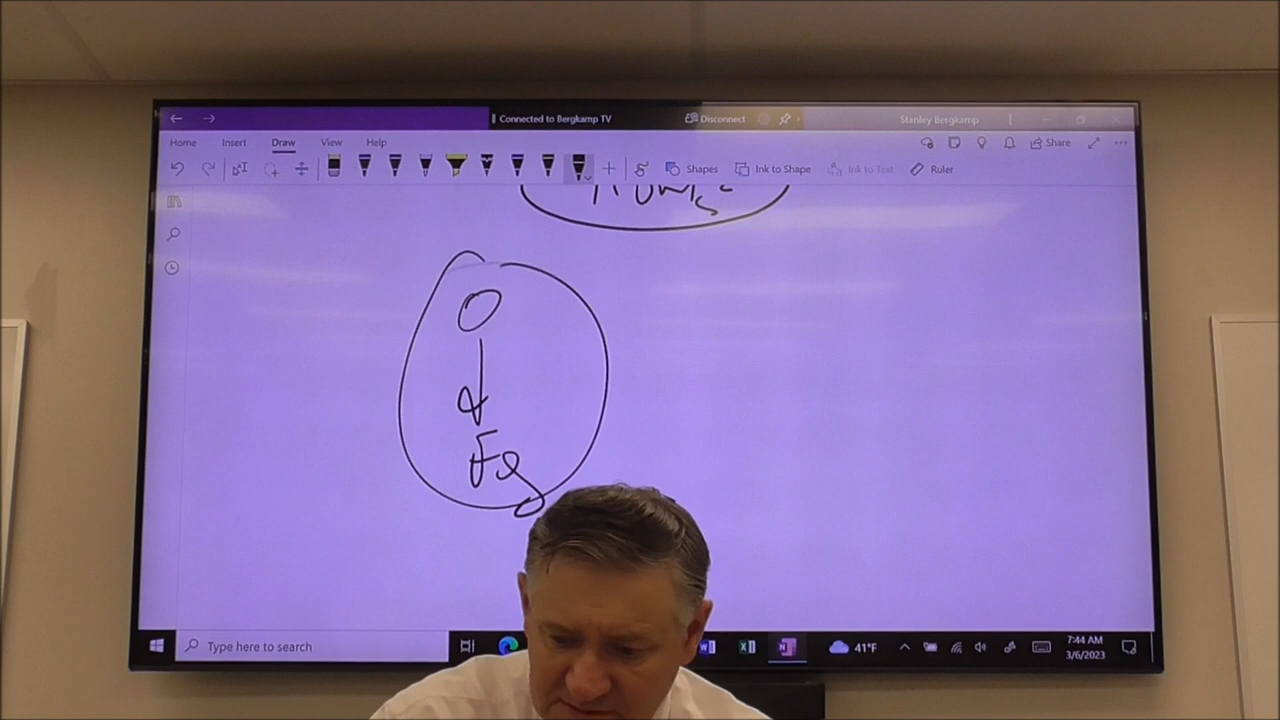 Connected to Bergkamp TV Disconnect Stanley Bergkamp
Home Insert Draw View Help Share
Shapes Ink to Shape Ink to Text Ruler
Fg
Type here to search 41°F 7:44 AM
3/6/2023